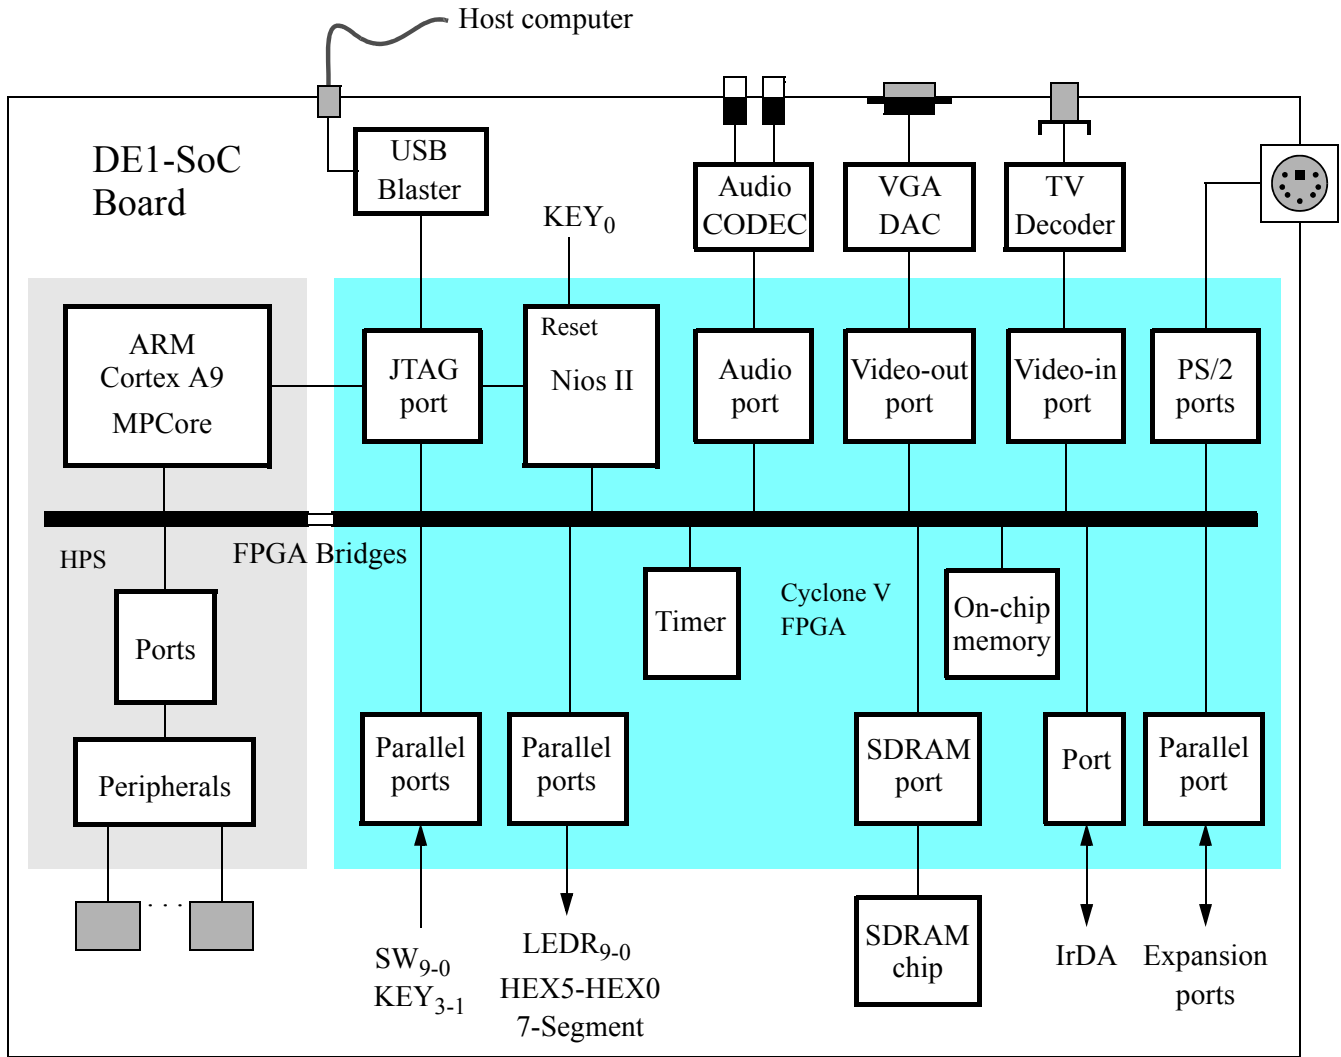 Host computer
DE1-SoC
Board
USB
Blaster
KEY0
Audio
CODEC
VGA
DAC
TV
Decoder
ARM
Cortex A9
MPCore
JTAG
port
Reset
Nios II
Audio
port
Video-out
port
Video-in
port
PS/2
ports
HPS
FPGA Bridges
Ports
Timer
Cyclone V
FPGA
On-chip
memory
Peripherals
Parallel
ports
Parallel
ports
SDRAM
port
Port
Parallel
port
. . .
SW9-0
KEY3-1
LEDR9-0
HEX5-HEX0
7-Segment
SDRAM
chip
IrDA
Expansion
ports